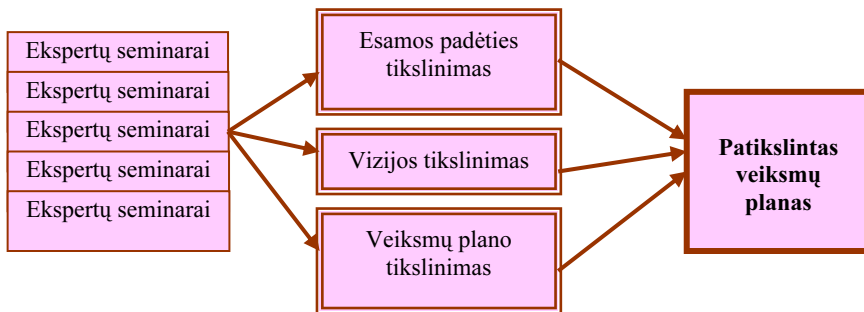 Ekspertų seminarai
Ekspertų seminarai
Ekspertų seminarai
Ekspertų seminarai
Ekspertų seminarai
Esamos padėties
tikslinimas
Vizijos tikslinimas
Veiksmų plano
tikslinimas
Patikslintas
veiksmų
planas